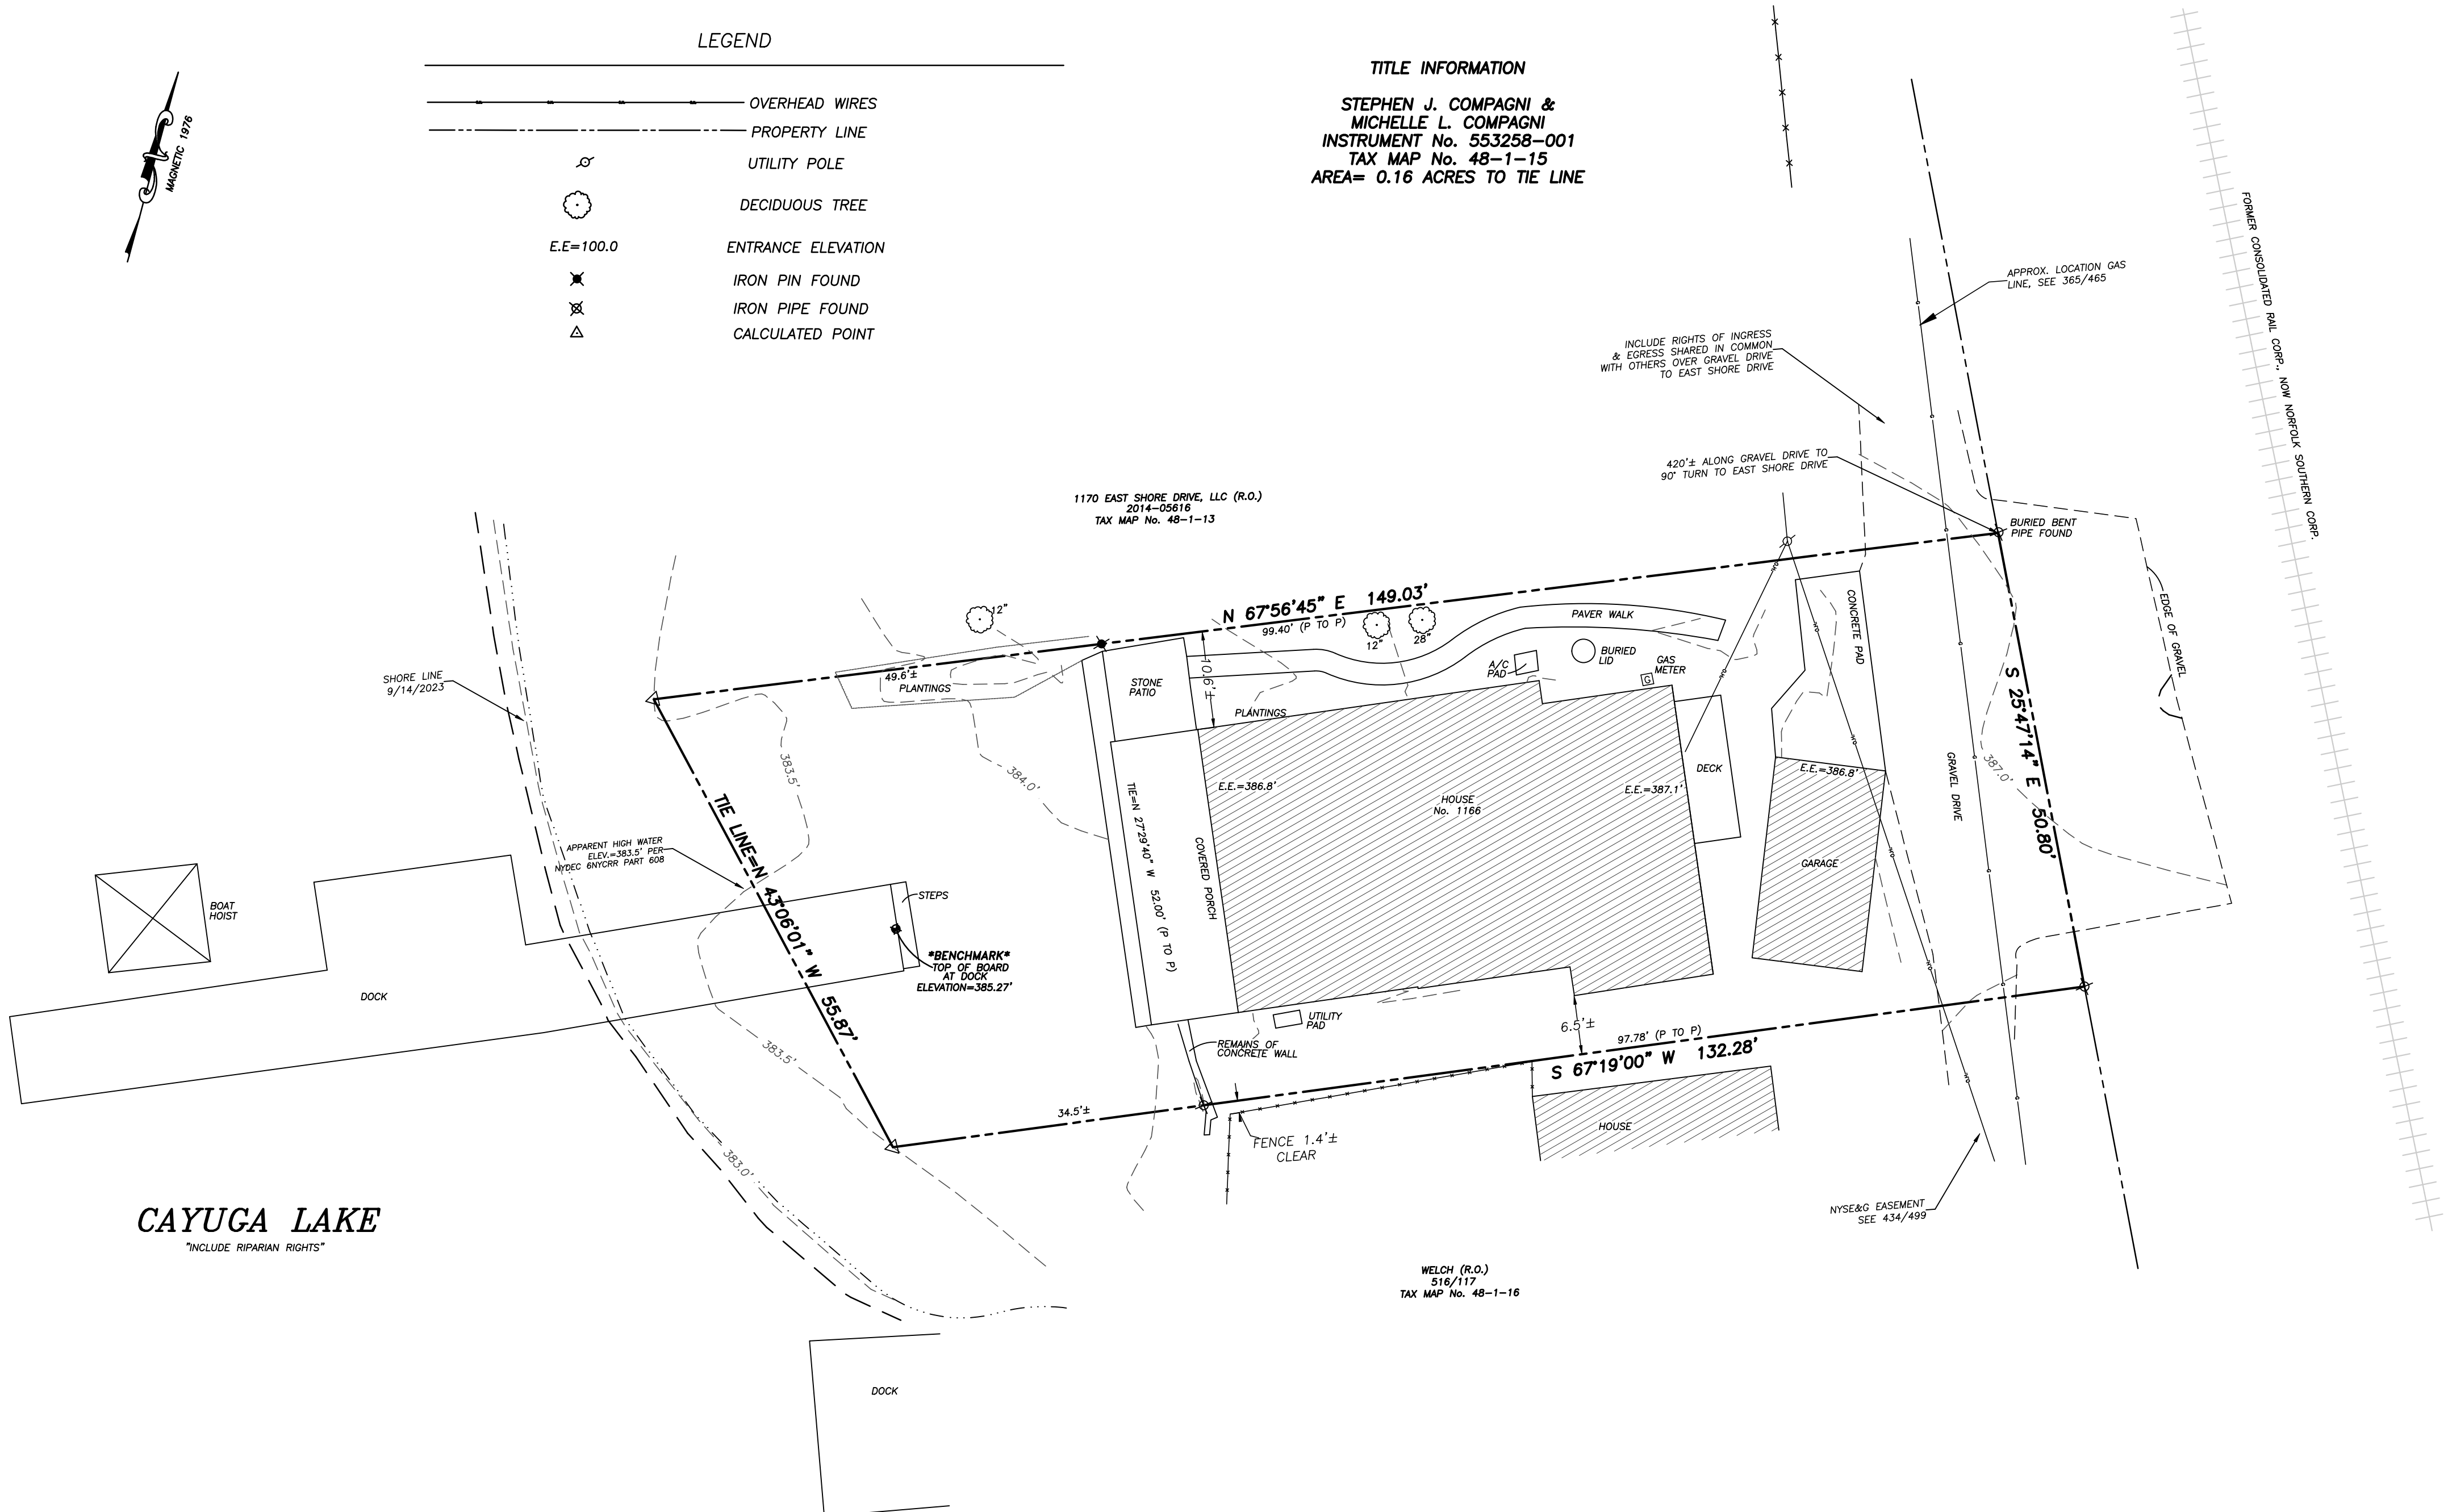 LEGEND
OVERHEAD WIRES
PROPERTY LINE
UTILITY POLE
DECIDUOUS TREE
E.E=100.0 ENTRANCE ELEVATION
IRON PIN FOUND
IRON PIPE FOUND
CALCULATED POINT
MAGNETIC 1976
TITLE INFORMATION
STEPHEN J. COMPAGNI &
MICHELLE L. COMPAGNI
INSTRUMENT No. 553258-001
TAX MAP No. 48-1-15
AREA= 0.16 ACRES TO TIE LINE
FORMER CONSOLIDATED RAIL CORP., NOW NORFOLK SOUTHERN CORP.
APPROX. LOCATION GAS
LINE, SEE 365/465
INCLUDE RIGHTS OF INGRESS
& EGRESS SHARED IN COMMON
WITH OTHERS OVER GRAVEL DRIVE
TO EAST SHORE DRIVE
420'± ALONG GRAVEL DRIVE TO
90° TURN TO EAST SHORE DRIVE
1170 EAST SHORE DRIVE, LLC (R.O.)
2014-05616
TAX MAP No. 48-1-13
BURIED BENT
PIPE FOUND
EDGE OF GRAVEL
N 67°56'45" E 149.03'
99.40' (P TO P)
12"
12"
28"
PAVER WALK
CONCRETE PAD
BURIED
LID
A/C
PAD
GAS
METER
G
SHORE LINE
9/14/2023
49.6'±
PLANTINGS
STONE
PATIO
10.6'±
PLANTINGS
S 25°47'14" E 50.80'
387.0'
GRAVEL DRIVE
383.5'
384.0'
TIE LINE=N 43°06'01" W 55.87'
TIE=N 27°29'40" W 52.00' (P TO P)
COVERED PORCH
E.E.=386.8'
HOUSE
No. 1166
E.E.=387.1'
DECK
E.E.=386.8'
GARAGE
APPARENT HIGH WATER
ELEV.=383.5' PER
NYDEC 6NYCRR PART 608
BOAT
HOIST
DOCK
STEPS
*BENCHMARK*
TOP OF BOARD
AT DOCK
ELEVATION=385.27'
UTILITY
PAD
REMAINS OF
CONCRETE WALL
6.5'±
97.78' (P TO P)
S 67°19'00" W 132.28'
383.5'
34.5'±
FENCE 1.4'±
CLEAR
HOUSE
383.0'
CAYUGA LAKE
"INCLUDE RIPARIAN RIGHTS"
NYSE&G EASEMENT
SEE 434/499
WELCH (R.O.)
516/117
TAX MAP No. 48-1-16
DOCK